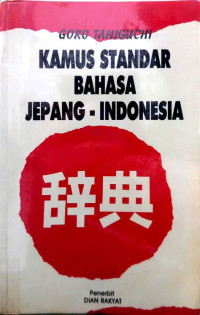 GORO TANIGUCHI
KAMUS STANDAR
BAHASA
JEPANG - INDONESIA
辞典
Penerbit
DIAN RAKYAT